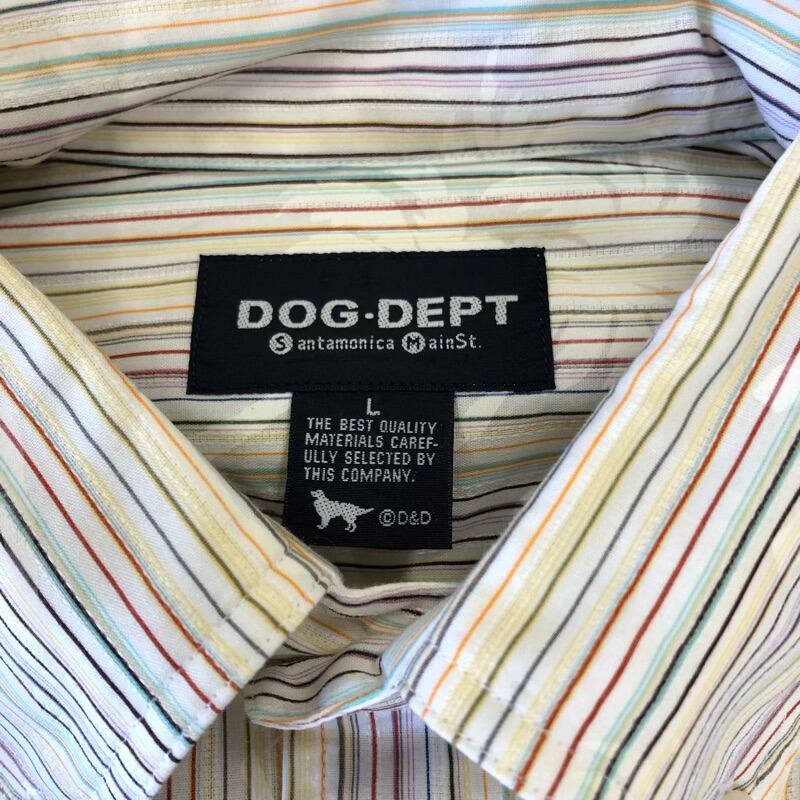 DOG-DEPT
Santamonica MainSt.
L
THE BEST QUALITY
MATERIALS CAREF-
ULLY SELECTED BY
THIS COMPANY.
©D&D